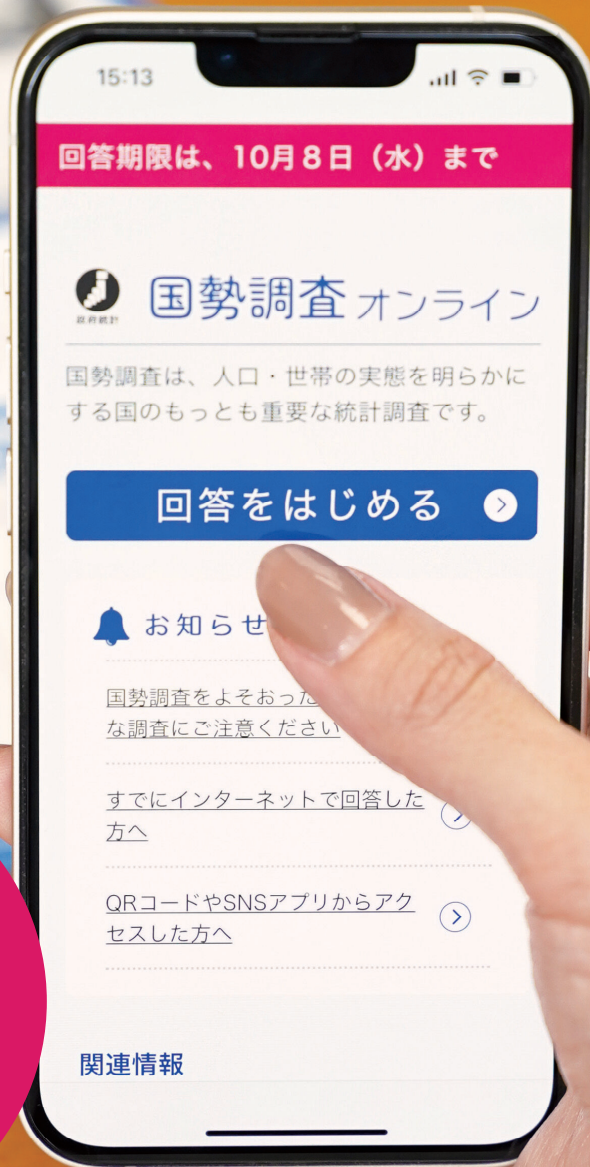 15:13
回答期限は、10月8日（水）まで
政府統計
国勢調査オンライン
国勢調査は、人口・世帯の実態を明らかに
する国のもっとも重要な統計調査です。
回答をはじめる
お知らせ
国勢調査をよそおった
な調査にご注意ください
すでにインターネットで回答した
方へ
QRコードやSNSアプリからアク
セスした方へ
関連情報